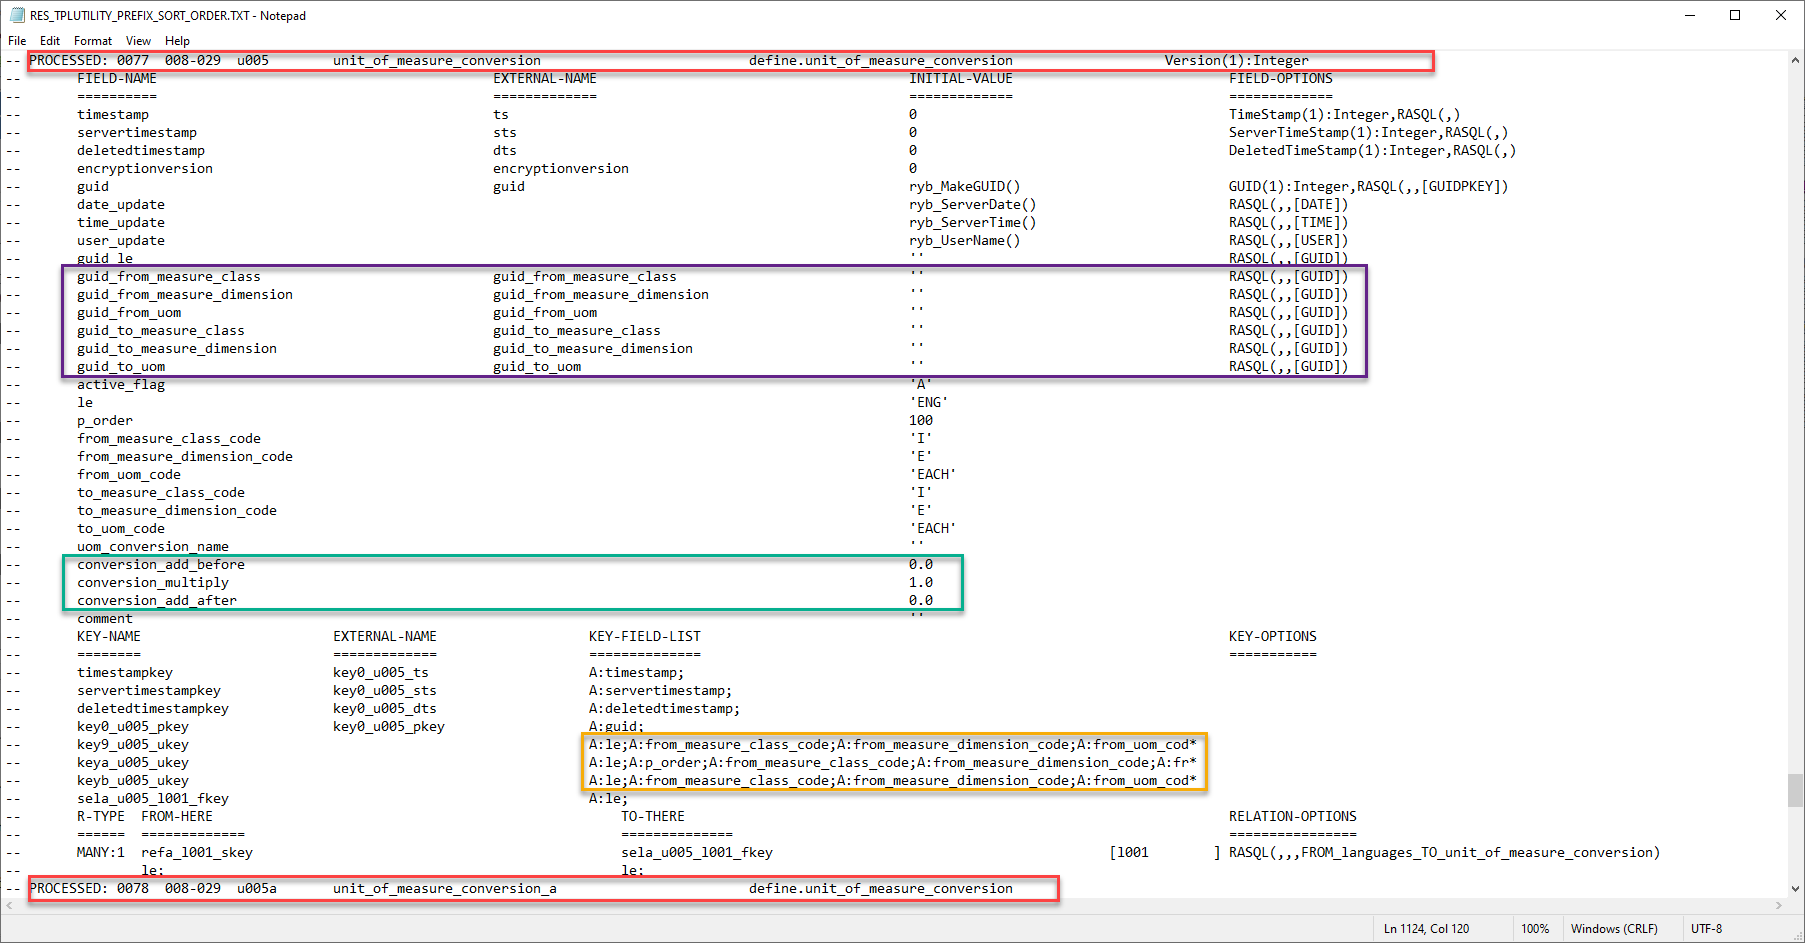 RES_TPLUTILITY_PREFIX_SORT_ORDER.TXT - Notepad
File Edit Format View Help
-- PROCESSED: 0077 008-029 u005 unit_of_measure_conversion define.unit_of_measure_conversion Version(1):Integer
-- FIELD-NAME EXTERNAL-NAME INITIAL-VALUE FIELD-OPTIONS
-- ========== ============= ============= =============
-- timestamp ts 0 TimeStamp(1):Integer,RASQL(,)
-- servertimestamp sts 0 ServerTimeStamp(1):Integer,RASQL(,)
-- deletedtimestamp dts 0 DeletedTimeStamp(1):Integer,RASQL(,)
-- encryptionversion encryptionversion 0
-- guid guid ryb_MakeGUID() GUID(1):Integer,RASQL(,,[GUIDPKEY])
-- date_update ryb_ServerDate() RASQL(,,[DATE])
-- time_update ryb_ServerTime() RASQL(,,[TIME])
-- user_update ryb_UserName() RASQL(,,[USER])
-- guid_le '' RASQL(,,[GUID])
-- guid_from_measure_class guid_from_measure_class '' RASQL(,,[GUID])
-- guid_from_measure_dimension guid_from_measure_dimension '' RASQL(,,[GUID])
-- guid_from_uom guid_from_uom '' RASQL(,,[GUID])
-- guid_to_measure_class guid_to_measure_class '' RASQL(,,[GUID])
-- guid_to_measure_dimension guid_to_measure_dimension '' RASQL(,,[GUID])
-- guid_to_uom guid_to_uom '' RASQL(,,[GUID])
-- active_flag 'A'
-- le 'ENG'
-- p_order 100
-- from_measure_class_code 'I'
-- from_measure_dimension_code 'E'
-- from_uom_code 'EACH'
-- to_measure_class_code 'I'
-- to_measure_dimension_code 'E'
-- to_uom_code 'EACH'
-- uom_conversion_name ''
-- conversion_add_before 0.0
-- conversion_multiply 1.0
-- conversion_add_after 0.0
-- comment ''
-- KEY-NAME EXTERNAL-NAME KEY-FIELD-LIST KEY-OPTIONS
-- ======== ============= ============== ===========
-- timestampkey key0_u005_ts A:timestamp;
-- servertimestampkey key0_u005_sts A:servertimestamp;
-- deletedtimestampkey key0_u005_dts A:deletedtimestamp;
-- key0_u005_pkey key0_u005_pkey A:guid;
-- key9_u005_ukey A:le;A:from_measure_class_code;A:from_measure_dimension_code;A:from_uom_cod*
-- keya_u005_ukey A:le;A:p_order;A:from_measure_class_code;A:from_measure_dimension_code;A:fr*
-- keyb_u005_ukey A:le;A:from_measure_class_code;A:from_measure_dimension_code;A:from_uom_cod*
-- sela_u005_l001_fkey A:le;
-- R-TYPE FROM-HERE TO-THERE RELATION-OPTIONS
-- ====== ============= ============== ================
-- MANY:1 refa_l001_skey sela_u005_l001_fkey [l001 ] RASQL(,,,FROM_languages_TO_unit_of_measure_conversion)
-- le; le;
-- PROCESSED: 0078 008-029 u005a unit_of_measure_conversion_a define.unit_of_measure_conversion
Ln 1124, Col 120 100% Windows (CRLF) UTF-8